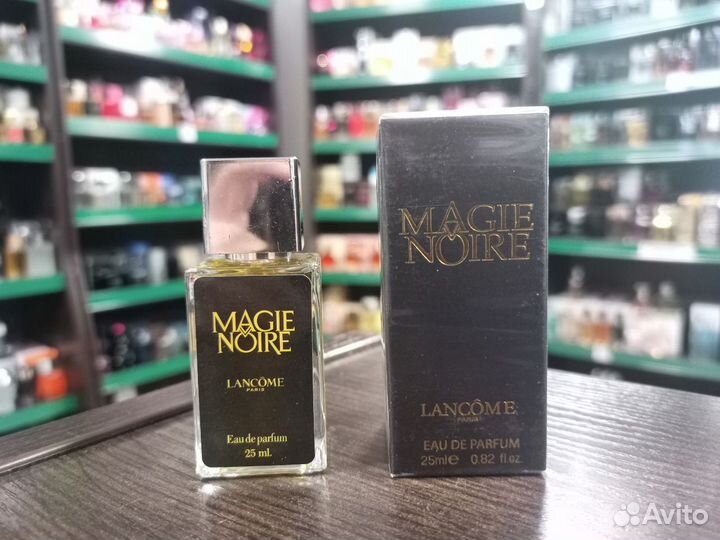 MAGIE
NOIRE
LANCÔME
PARIS
Eau de parfum
25 ml.
MAGIE
NOIRE
LANCÔME
PARIS
EAU DE PARFUM
25mle 0.82 fl.oz
Avito